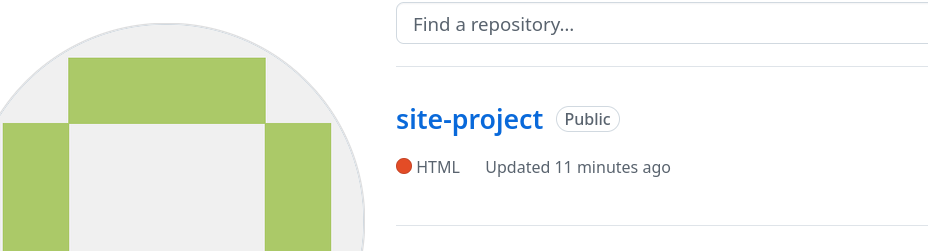 Find a repository...
site-project Public
HTML Updated 11 minutes ago